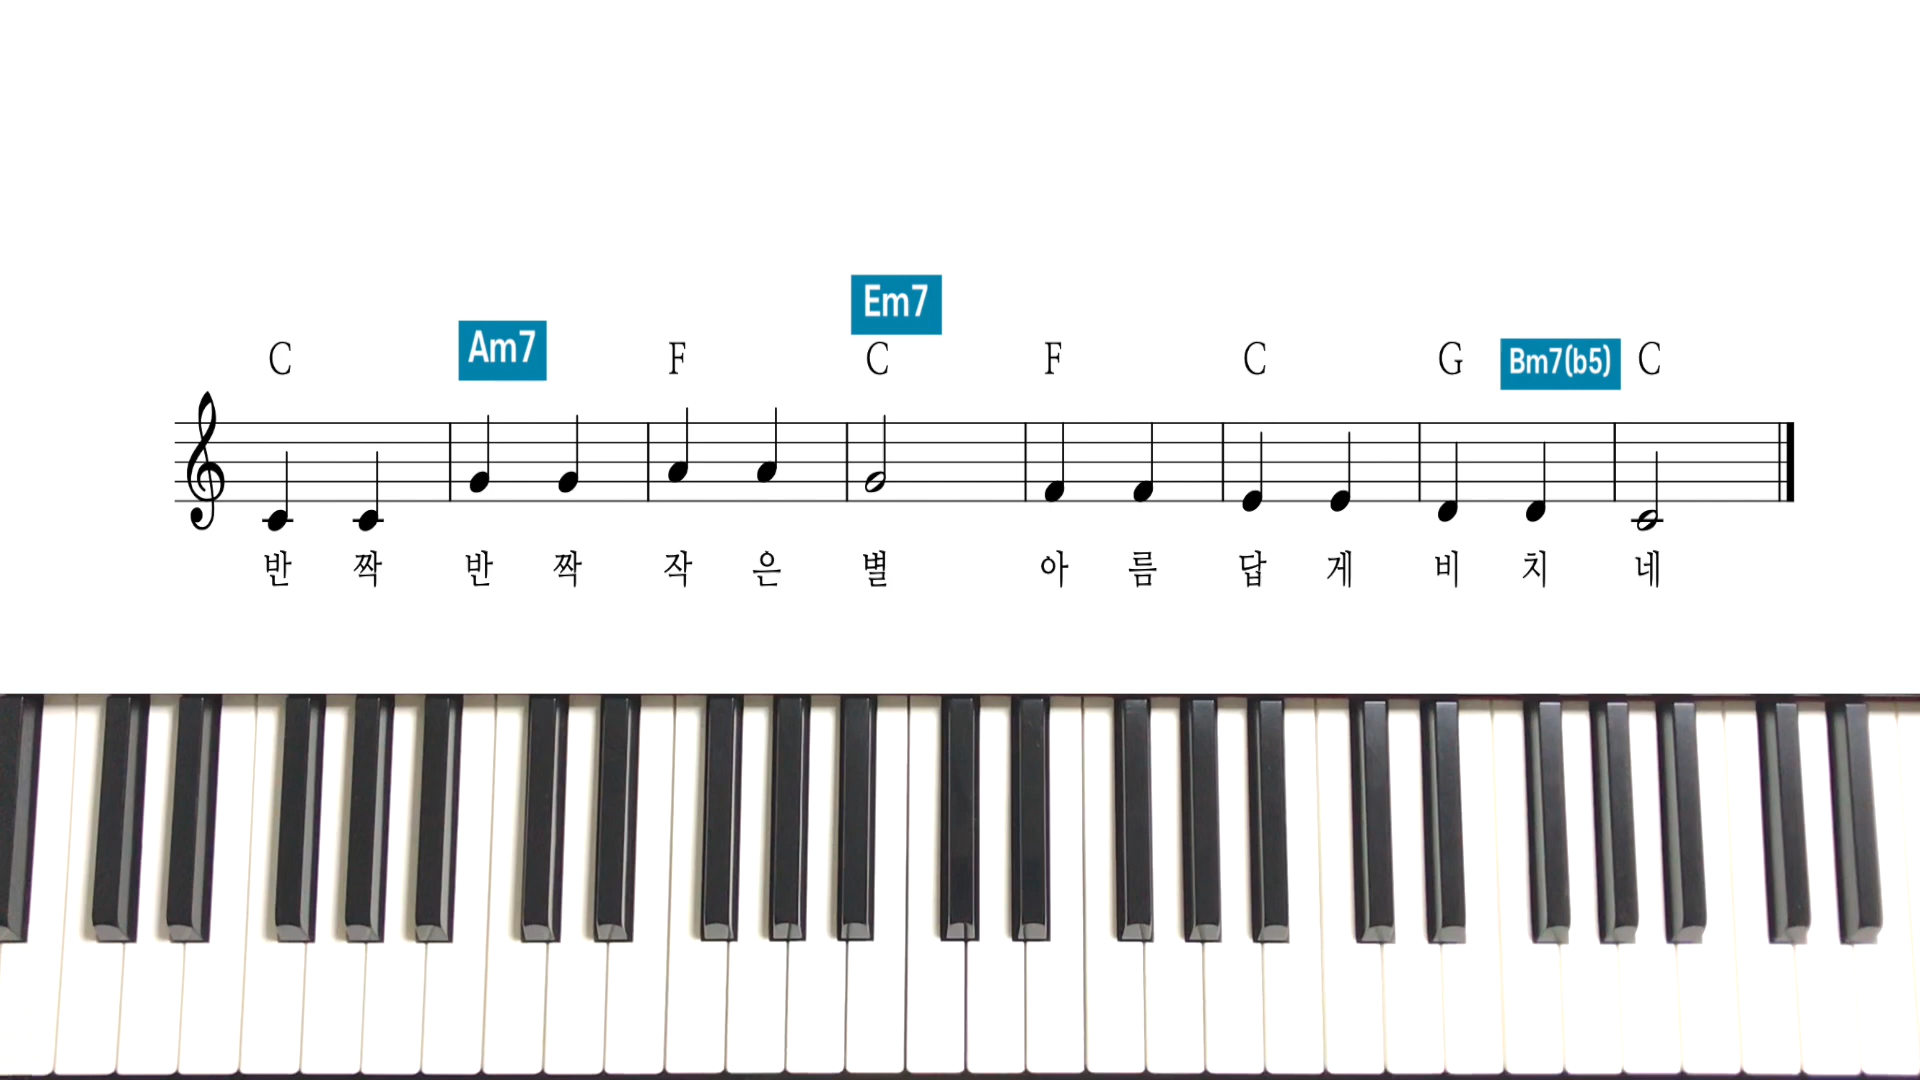 Em7
C Am7 F C F C G Bm7(b5) C
반 짝 반 짝 작 은 별 아 름 답 게 비 치 네